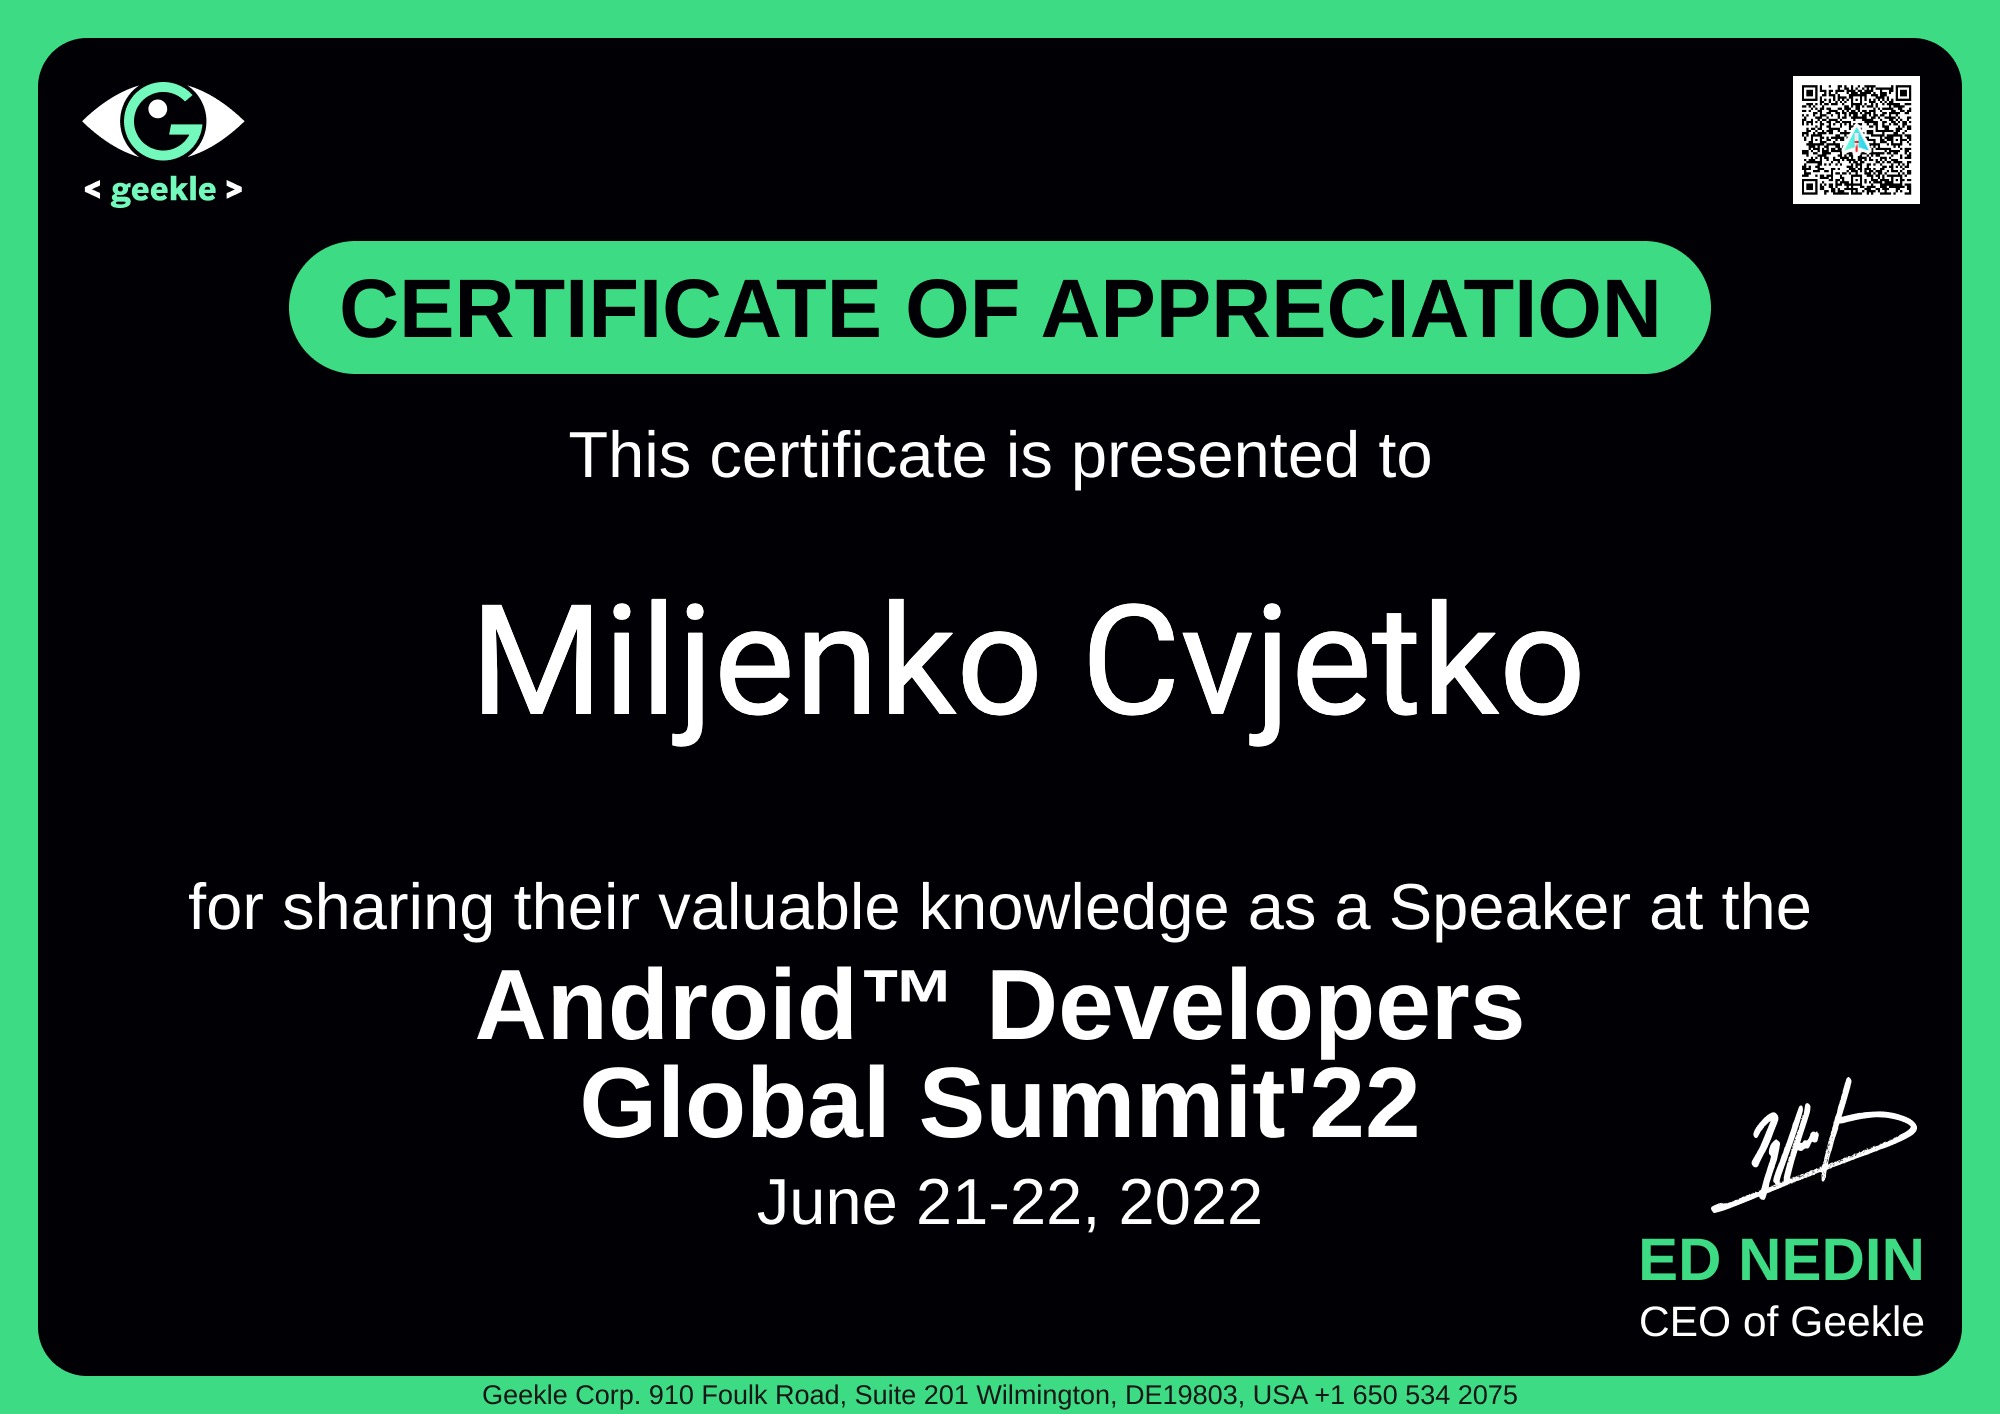 < geekle >
CERTIFICATE OF APPRECIATION
This certificate is presented to
Miljenko Cvjetko
for sharing their valuable knowledge as a Speaker at the
Android™ Developers
Global Summit'22
June 21-22, 2022
ED NEDIN
CEO of Geekle
Geekle Corp. 910 Foulk Road, Suite 201 Wilmington, DE19803, USA +1 650 534 2075